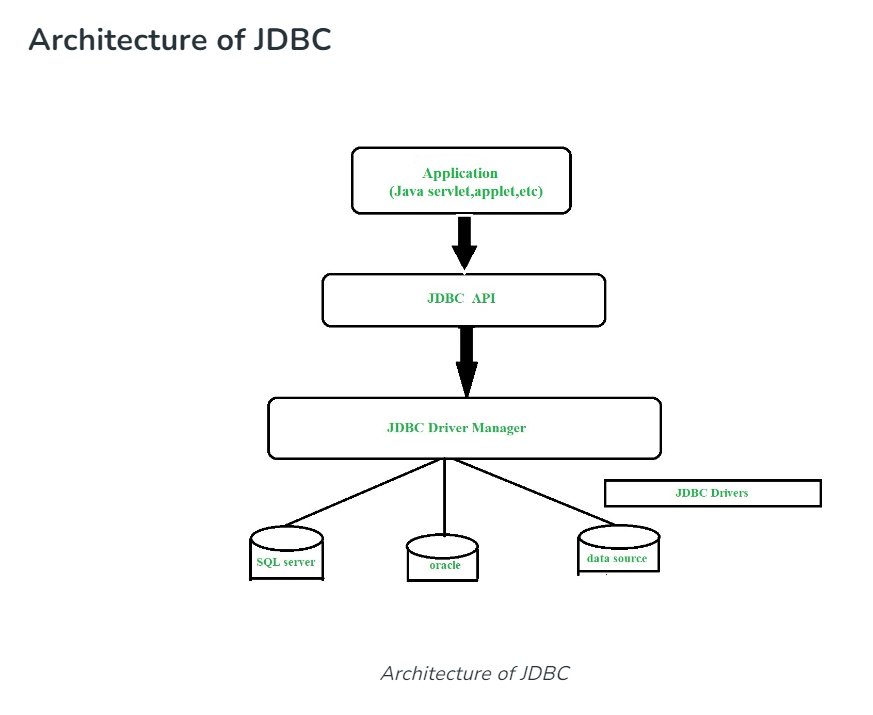 Architecture of JDBC
Application
(Java servlet,applet,etc)
JDBC API
JDBC Driver Manager
JDBC Drivers
SQL server
oracle
data source
Architecture of JDBC